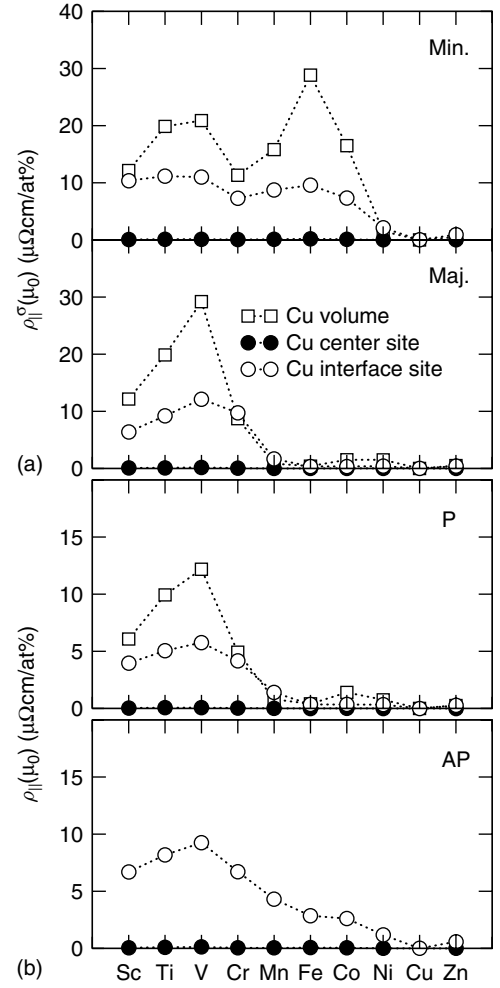 40
Min.
30
20
10
0
ρ||^σ(μ0) (μΩcm/at%)
Maj.
30
Cu volume
Cu center site
20
Cu interface site
10
(a)
0
P
15
10
5
0
ρ||(μ0) (μΩcm/at%)
AP
15
10
5
0
(b)
Sc Ti V Cr Mn Fe Co Ni Cu Zn